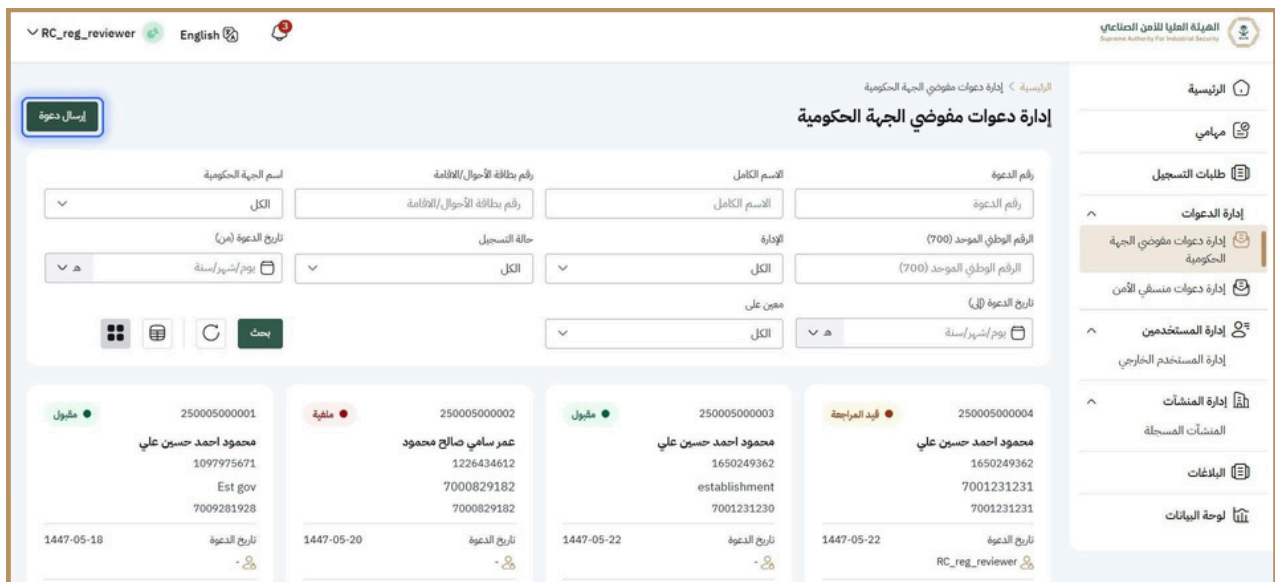 الهيئة العليا للأمن الصناعي
Supreme Authority For Industrial Security
3
English
RC_reg_reviewer
الرئيسية
مهامي
طلبات التسجيل
إدارة الدعوات
إدارة دعوات مفوضي الجهة
الحكومية
إدارة دعوات منسقي الأمن
إدارة المستخدمين
إدارة المستخدم الخارجي
إدارة المنشآت
المنشآت المسجلة
البلاغات
لوحة البيانات
الرئيسية > إدارة دعوات مفوضي الجهة الحكومية
إدارة دعوات مفوضي الجهة الحكومية
إرسال دعوة
رقم الدعوة الاسم الكامل رقم بطاقة الأحوال/الاقامة اسم الجهة الحكومية
رقم الدعوة الاسم الكامل رقم بطاقة الأحوال/الاقامة الكل
الرقم الوطني الموحد (700) الإدارة حالة التسجيل تاريخ الدعوة (من)
الرقم الوطني الموحد (700) الكل الكل يوم/شهر/سنة هـ
تاريخ الدعوة (إلى) معين على
يوم/شهر/سنة هـ الكل بحث
250005000004 قيد المراجعة
محمود احمد حسين علي
1650249362
7001231231
7001231231
تاريخ الدعوة 1447-05-22
RC_reg_reviewer
250005000003 مقبول
محمود احمد حسين علي
1650249362
establishment
7001231230
تاريخ الدعوة 1447-05-22
-
250005000002 ملغية
عمر سامي صالح محمود
1226434612
7000829182
7000829182
تاريخ الدعوة 1447-05-20
-
250005000001 مقبول
محمود احمد حسين علي
1097975671
Est gov
7009281928
تاريخ الدعوة 1447-05-18
-